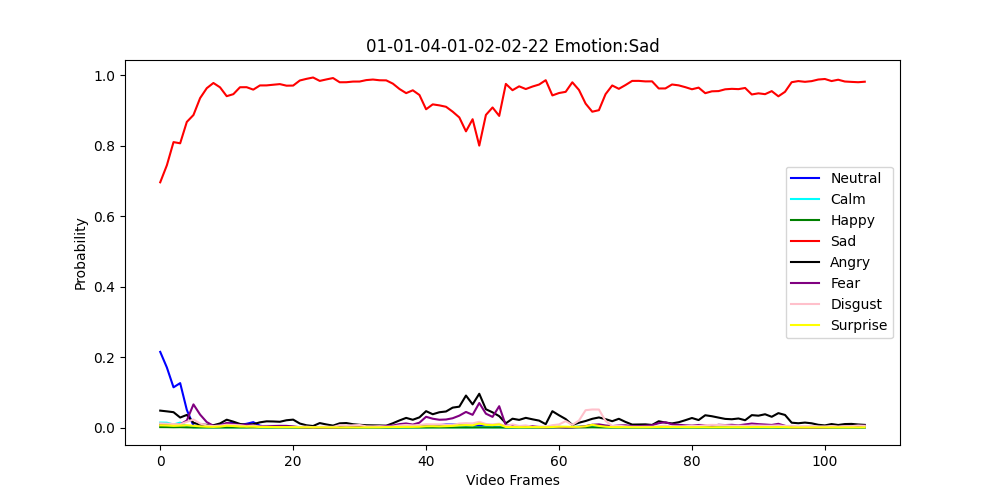 01-01-04-01-02-02-22 Emotion:Sad
Probability
1.0
0.8
0.6
0.4
0.2
0.0
Neutral
Calm
Happy
Sad
Angry
Fear
Disgust
Surprise
0 20 40 60 80 100
Video Frames